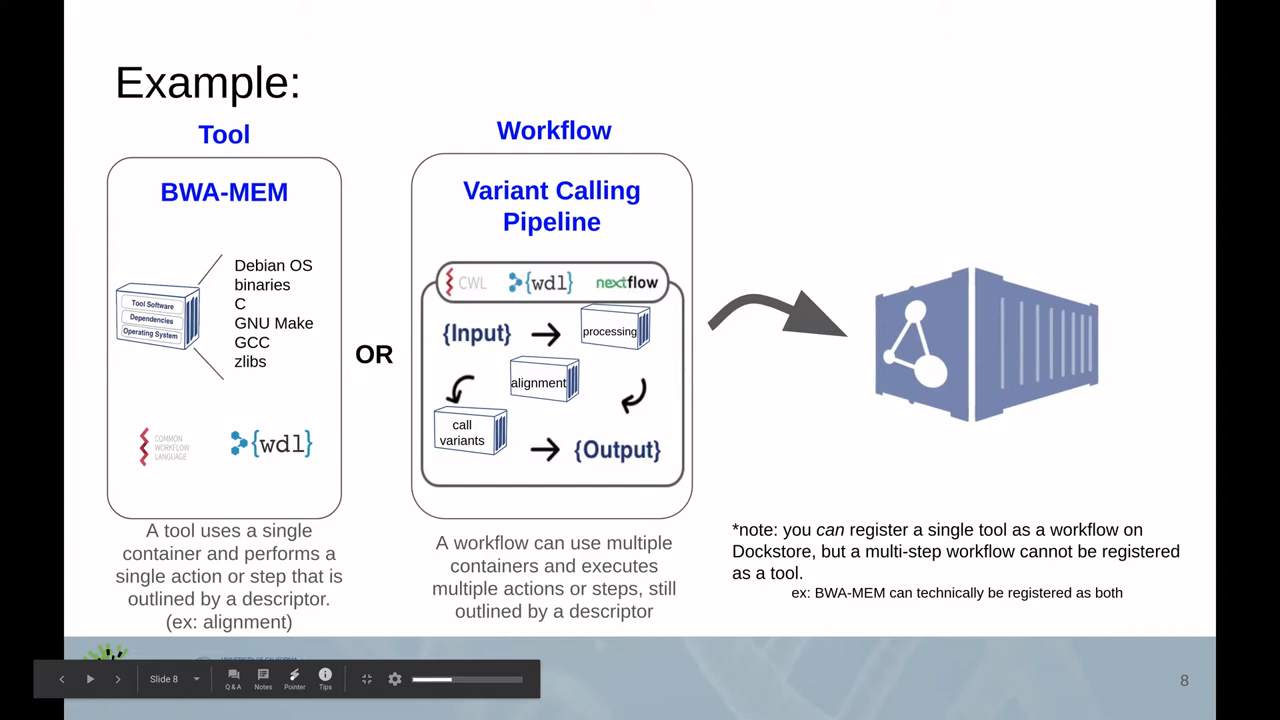 Example:
Tool
BWA-MEM
Tool Software
Dependencies
Operating System
Debian OS
binaries
C
GNU Make
GCC
zlibs
COMMON
WORKFLOW
LANGUAGE
{wdl}
A tool uses a single
container and performs a
single action or step that is
outlined by a descriptor.
(ex: alignment)
OR
Workflow
Variant Calling
Pipeline
CWL
{wdl}
nextflow
{Input}
processing
alignment
call
variants
{Output}
A workflow can use multiple
containers and executes
multiple actions or steps, still
outlined by a descriptor
*note: you can register a single tool as a workflow on
Dockstore, but a multi-step workflow cannot be registered
as a tool.
ex: BWA-MEM can technically be registered as both
UNIVERSITY OF CALIFORNIA
Slide 8
Q & A
Notes
Pointer
Tips
8